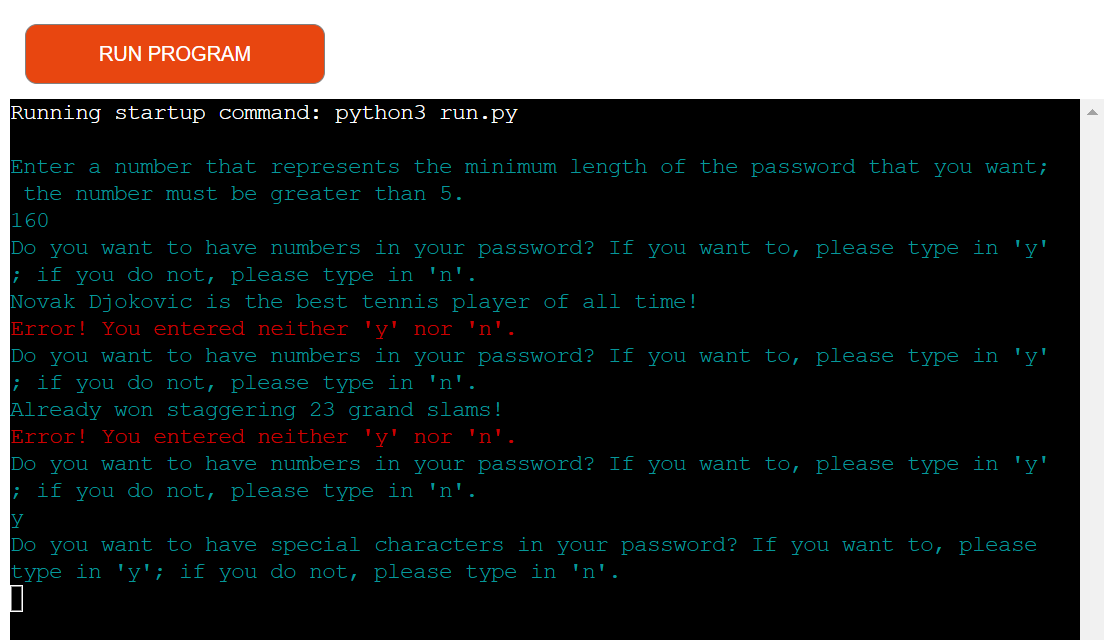 RUN PROGRAM
Running startup command: python3 run.py
Enter a number that represents the minimum length of the password that you want;
the number must be greater than 5.
160
Do you want to have numbers in your password? If you want to, please type in 'y'
; if you do not, please type in 'n'.
Novak Djokovic is the best tennis player of all time!
Error! You entered neither 'y' nor 'n'.
Do you want to have numbers in your password? If you want to, please type in 'y'
; if you do not, please type in 'n'.
Already won staggering 23 grand slams!
Error! You entered neither 'y' nor 'n'.
Do you want to have numbers in your password? If you want to, please type in 'y'
; if you do not, please type in 'n'.
y
Do you want to have special characters in your password? If you want to, please
type in 'y'; if you do not, please type in 'n'.